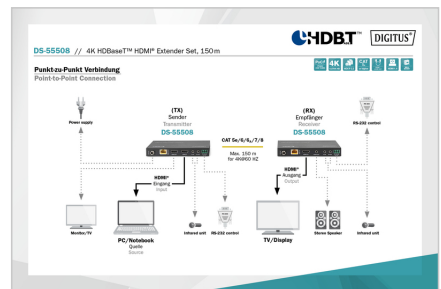 HDBT™
DIGITUS®
DS-55508 // 4K HDBaseT™ HDMI® Extender Set, 150 m
4K
Punkt-zu-Punkt Verbindung
Point-to-Point Connection
Power supply
(TX)
Sender
Transmitter
DS-55508
CAT 5e/6/6A/7/8
Max. 150 m
for 4K@60 HZ
(RX)
Empfänger
Receiver
DS-55508
RS-232 control
HDMI®
Eingang
Input
HDMI®
Ausgang
Output
Monitor/TV
PC/Notebook
Quelle
Source
Infrared unit
RS-232 control
TV/Display
Stereo Speaker
Infrared unit